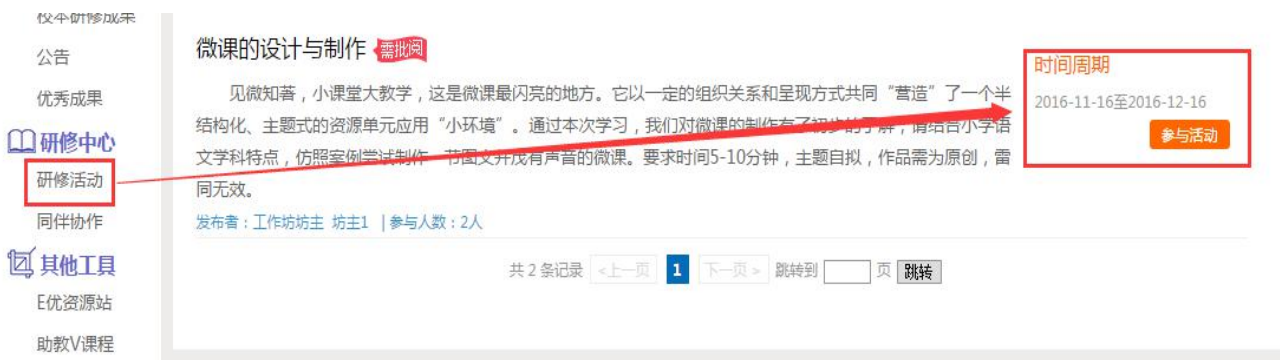 校本研修成果
公告
优秀成果
研修中心
研修活动
同伴协作
其他工具
E优资源站
助教V课程
微课的设计与制作 需批阅
见微知著，小课堂大教学，这是微课最闪亮的地方。它以一定的组织关系和呈现方式共同“营造”了一个半
结构化、主题式的资源单元应用“小环境”。通过本次学习，我们对微课的制作有了初步的了解，请结合小学语
文学科特点，仿照案例尝试制作一节图文并茂有声音的微课。要求时间5-10分钟，主题自拟，作品需为原创，雷
同无效。
发布者：工作坊坊主 坊主1 |参与人数：2人
时间周期
2016-11-16至2016-12-16
参与活动
共2条记录 <上一页 1 下一页> 跳转到 页 跳转